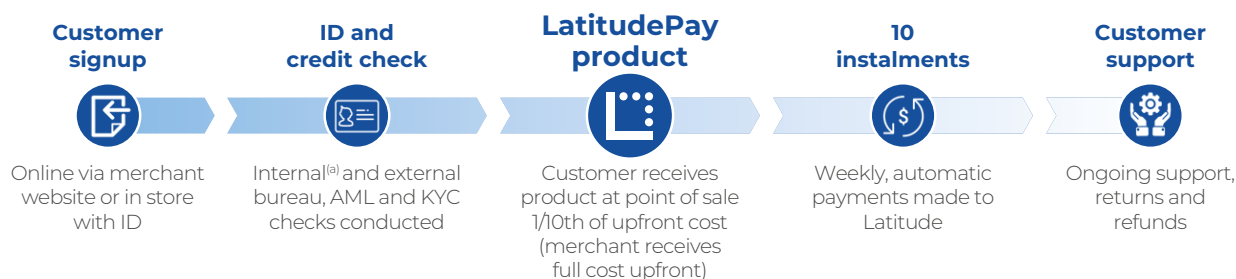 Customer
signup
ID and
credit check
LatitudePay
product
10
instalments
Customer
support
$
Online via merchant
website or in store
with ID
Internal(a) and external
bureau, AML and KYC
checks conducted
Customer receives
product at point of sale
1/10th of upfront cost
(merchant receives
full cost upfront)
Weekly, automatic
payments made to
Latitude
Ongoing support,
returns and
refunds